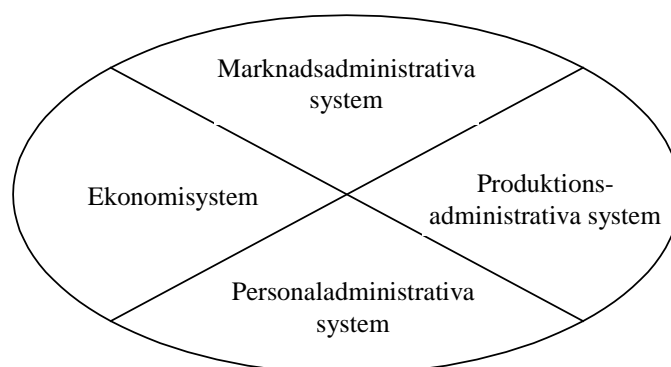 Marknadsadministrativa
system
Ekonomisystem
Produktions-
administrativa system
Personaladministrativa
system